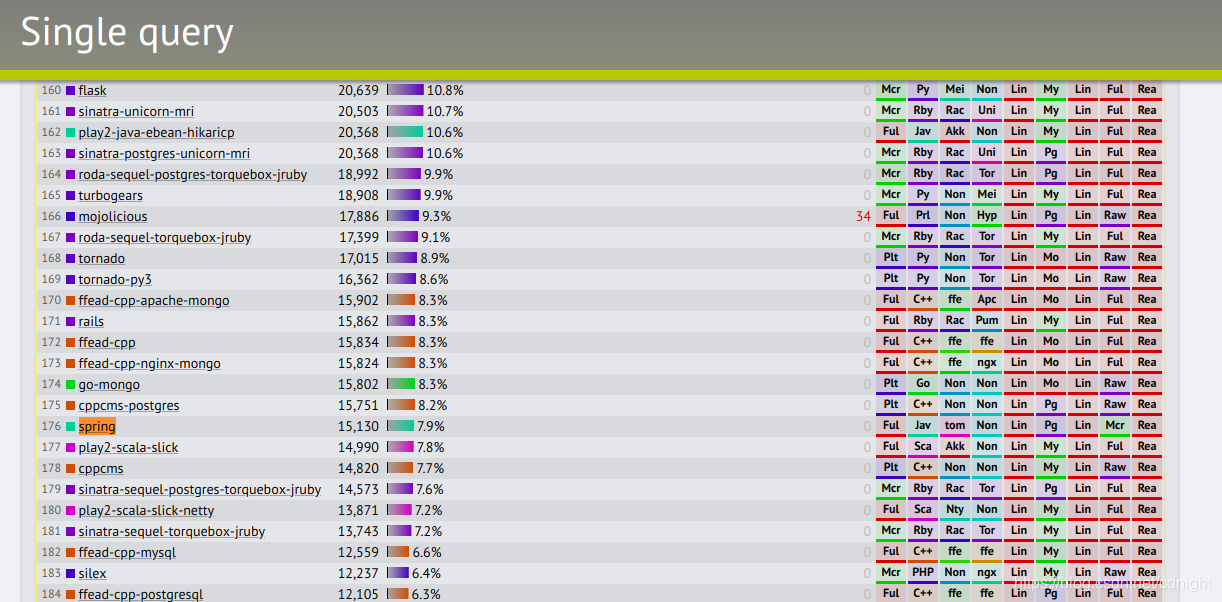 Single query
160 flask 20,639 10.8% 0 Mcr Py Mei Non Lin My Lin Ful Rea
161 sinatra-unicorn-mri 20,503 10.7% 0 Mcr Rby Rac Uni Lin My Lin Ful Rea
162 play2-java-ebean-hikaricp 20,368 10.6% 0 Ful Jav Akk Non Lin My Lin Ful Rea
163 sinatra-postgres-unicorn-mri 20,368 10.6% 0 Mcr Rby Rac Uni Lin Pg Lin Ful Rea
164 roda-sequel-postgres-torquebox-jruby 18,992 9.9% 0 Mcr Rby Rac Tor Lin Pg Lin Ful Rea
165 turbogears 18,908 9.9% 0 Mcr Py Non Mei Lin My Lin Ful Rea
166 mojolicious 17,886 9.3% 34 Ful Prl Non Hyp Lin Pg Lin Raw Rea
167 roda-sequel-torquebox-jruby 17,399 9.1% 0 Mcr Rby Rac Tor Lin My Lin Ful Rea
168 tornado 17,015 8.9% 0 Plt Py Non Tor Lin Mo Lin Raw Rea
169 tornado-py3 16,362 8.6% 0 Plt Py Non Tor Lin Mo Lin Raw Rea
170 ffead-cpp-apache-mongo 15,902 8.3% 0 Ful C++ ffe Apc Lin Mo Lin Ful Rea
171 rails 15,862 8.3% 0 Ful Rby Rac Pum Lin My Lin Ful Rea
172 ffead-cpp 15,834 8.3% 0 Ful C++ ffe ffe Lin Mo Lin Ful Rea
173 ffead-cpp-nginx-mongo 15,824 8.3% 0 Ful C++ ffe ngx Lin Mo Lin Ful Rea
174 go-mongo 15,802 8.3% 0 Plt Go Non Non Lin Mo Lin Raw Rea
175 cppcms-postgres 15,751 8.2% 0 Plt C++ Non Non Lin Pg Lin Raw Rea
176 spring 15,130 7.9% 0 Ful Jav tom Non Lin Pg Lin Mcr Rea
177 play2-scala-slick 14,990 7.8% 0 Ful Sca Akk Non Lin My Lin Ful Rea
178 cppcms 14,820 7.7% 0 Plt C++ Non Non Lin My Lin Raw Rea
179 sinatra-sequel-postgres-torquebox-jruby 14,573 7.6% 0 Mcr Rby Rac Tor Lin Pg Lin Ful Rea
180 play2-scala-slick-netty 13,871 7.2% 0 Ful Sca Nty Non Lin My Lin Ful Rea
181 sinatra-sequel-torquebox-jruby 13,743 7.2% 0 Mcr Rby Rac Tor Lin My Lin Ful Rea
182 ffead-cpp-mysql 12,559 6.6% 0 Ful C++ ffe ffe Lin My Lin Ful Rea
183 silex 12,237 6.4% 0 Mcr PHP Non ngx Lin My Lin Raw Rea
https://blog.csdn.net/cdnight
184 ffead-cpp-postgresql 12,105 6.3% 0 Ful C++ ffe ffe Lin Pg Lin Ful Rea